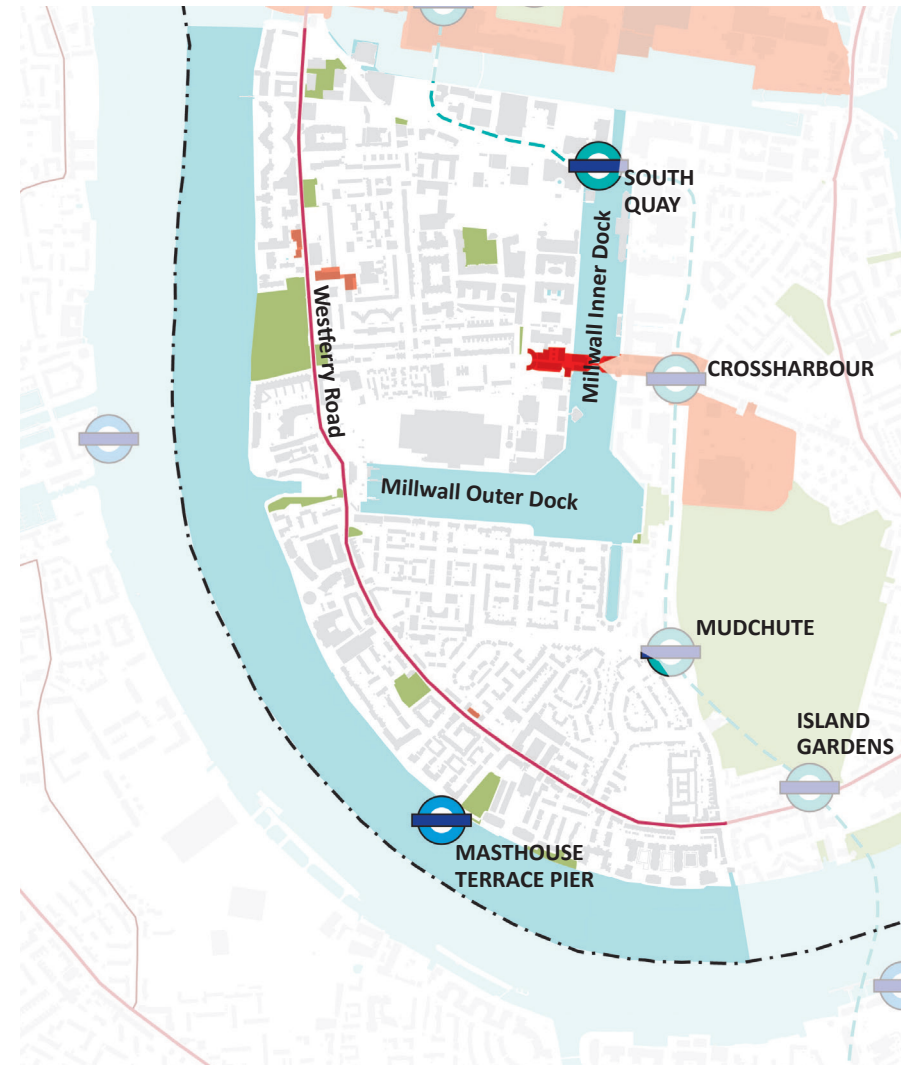 SOUTH
QUAY
Millwall Inner Dock
Westferry Road
CROSSHARBOUR
Millwall Outer Dock
MUDCHUTE
ISLAND
GARDENS
MASTHOUSE
TERRACE PIER